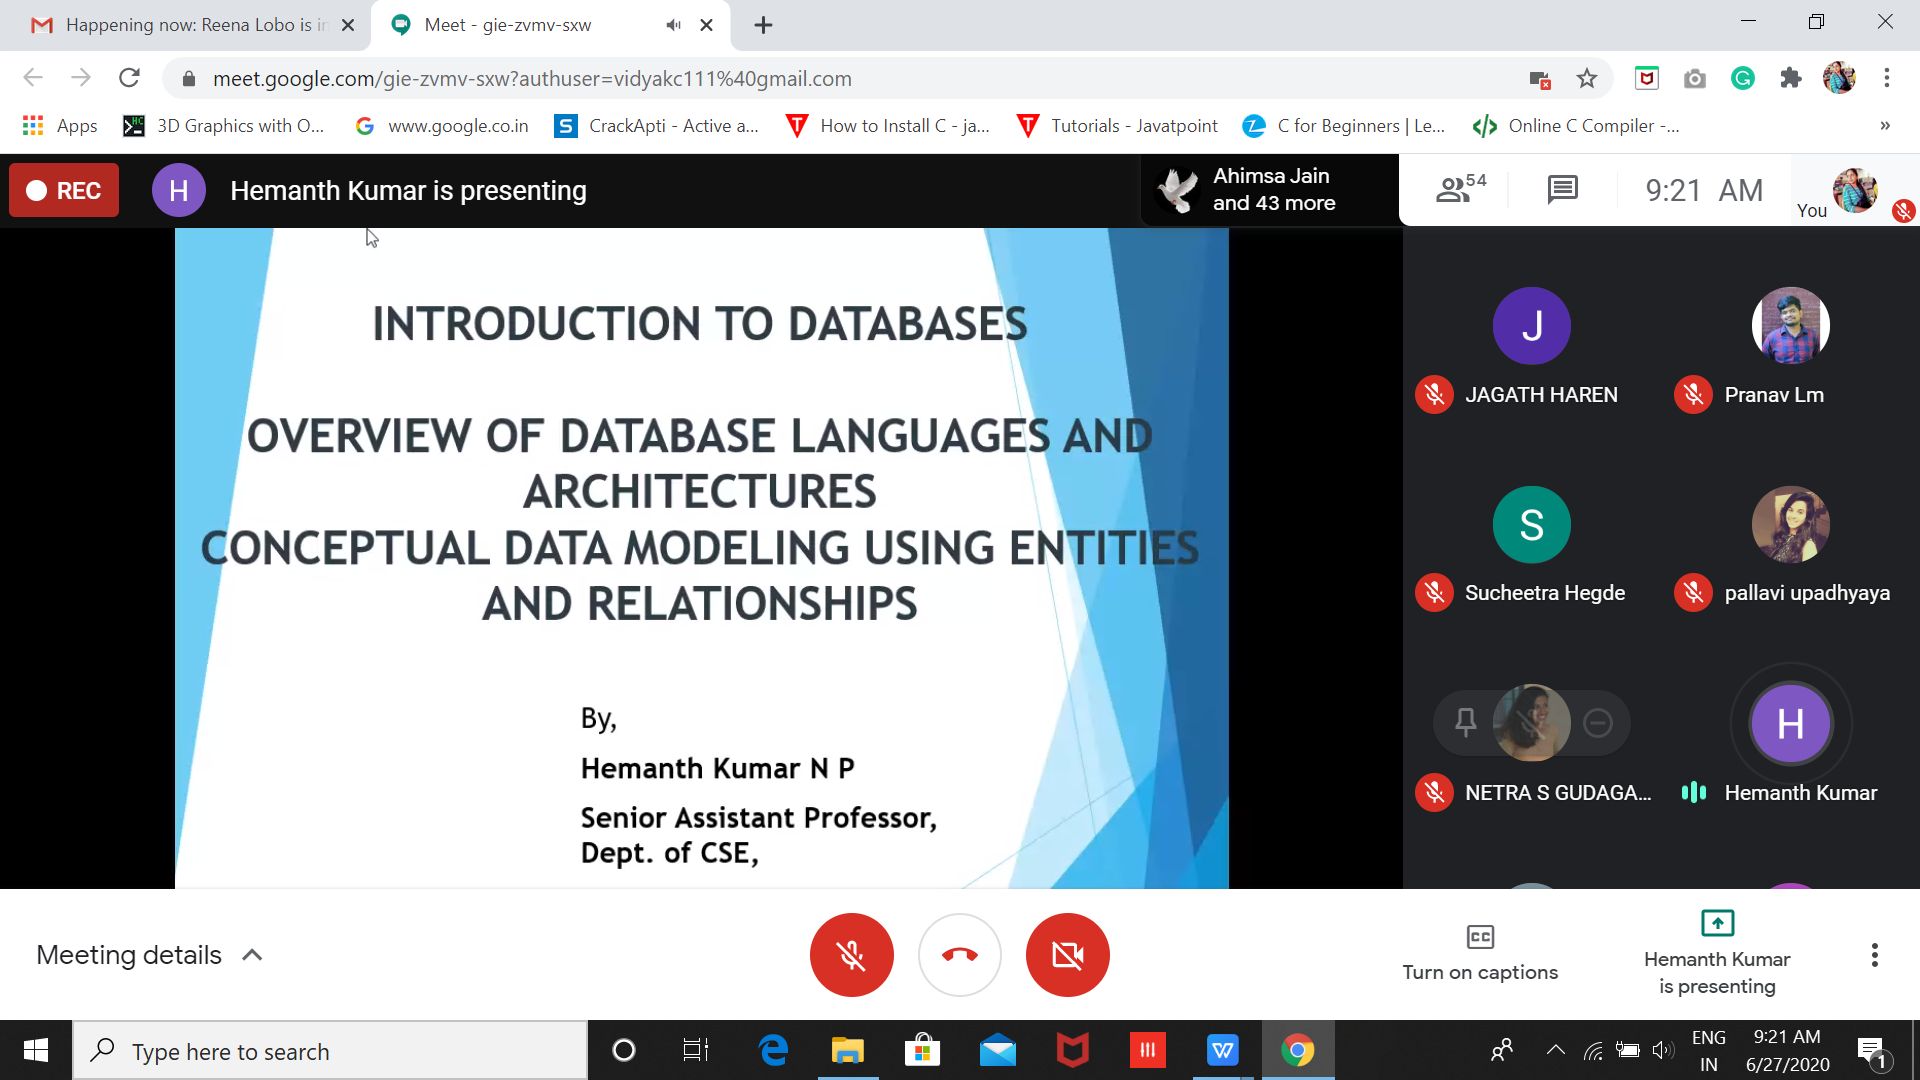 Happening now: Reena Lobo is in
Meet - gie-zvmv-sxw
meet.google.com/gie-zvmv-sxw?authuser=vidyakc111%40gmail.com
Apps
3D Graphics with O...
www.google.co.in
CrackApti - Active a...
How to Install C - ja...
Tutorials - Javatpoint
C for Beginners | Le...
Online C Compiler -...
»
REC
H
Hemanth Kumar is presenting
Ahimsa Jain
and 43 more
54
9:21 AM
You
INTRODUCTION TO DATABASES
OVERVIEW OF DATABASE LANGUAGES AND
ARCHITECTURES
CONCEPTUAL DATA MODELING USING ENTITIES
AND RELATIONSHIPS
By,
Hemanth Kumar N P
Senior Assistant Professor,
Dept. of CSE,
J
JAGATH HAREN
Pranav Lm
S
Sucheetra Hegde
pallavi upadhyaya
NETRA S GUDAGA...
H
Hemanth Kumar
Meeting details
CC
Turn on captions
Hemanth Kumar
is presenting
Type here to search
ENG
IN
9:21 AM
6/27/2020
1